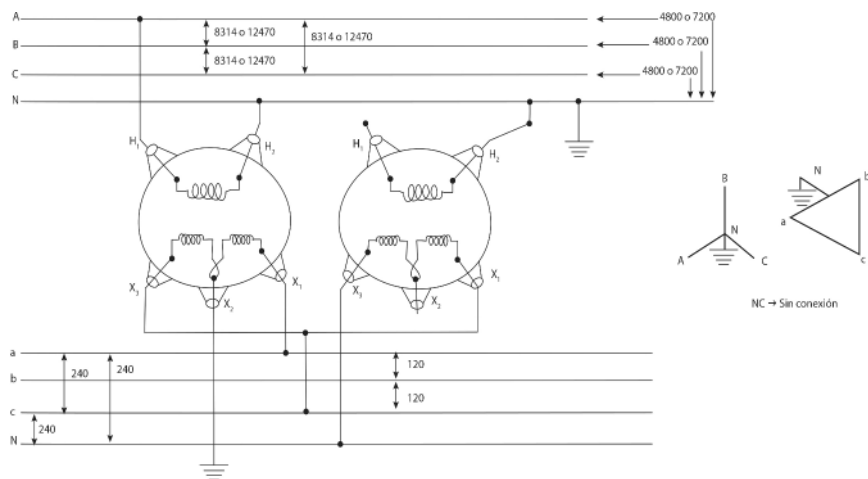 A
8314 o 12470
8314 o 12470
4800 o 7200
B
8314 o 12470
4800 o 7200
C
4800 o 7200
N
H₁
H₂
H₁
H₂
X₃
X₂
X₁
X₃
X₂
X₁
B
N
A
C
N
b
a
c
NC → Sin conexión
a
240
240
120
b
120
c
240
N